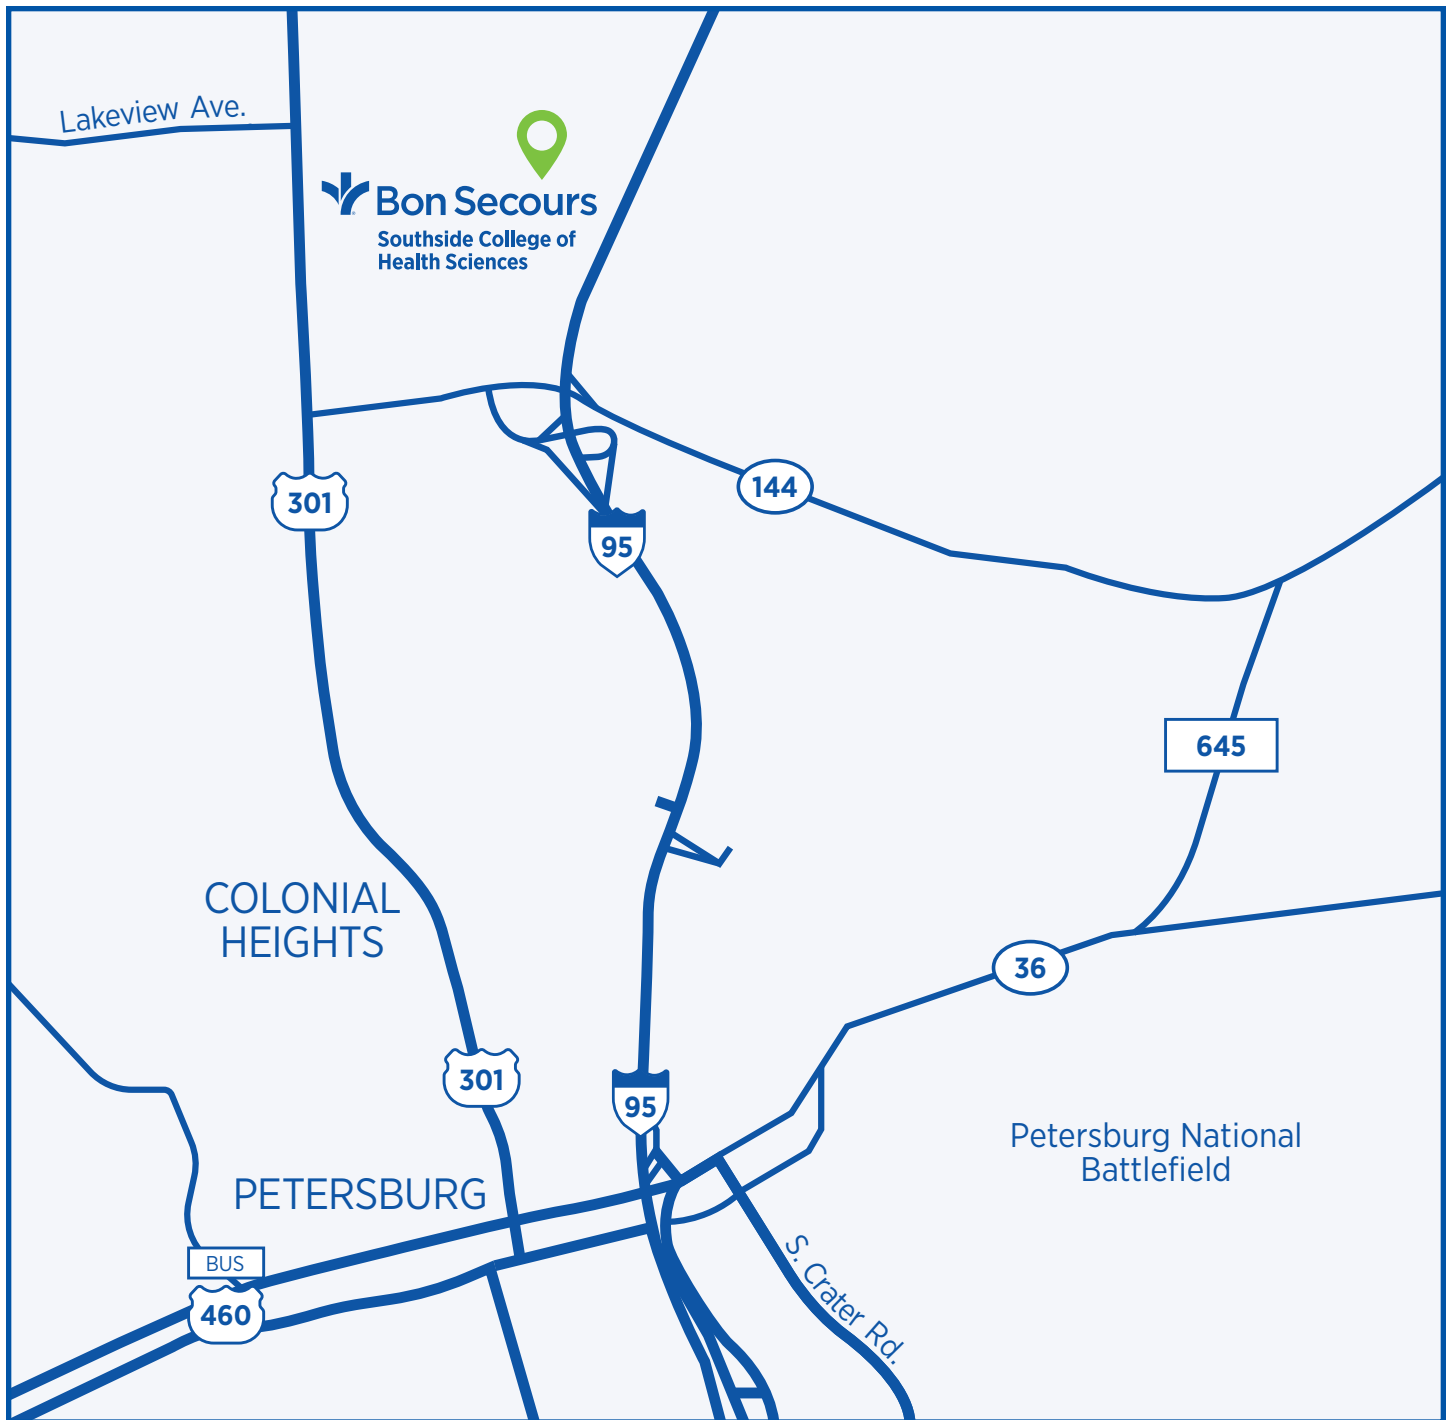 Lakeview Ave.
Bon Secours
Southside College of
Health Sciences
301
144
95
645
COLONIAL
HEIGHTS
36
301
95
Petersburg National
Battlefield
PETERSBURG
BUS
460
S. Crater Rd.